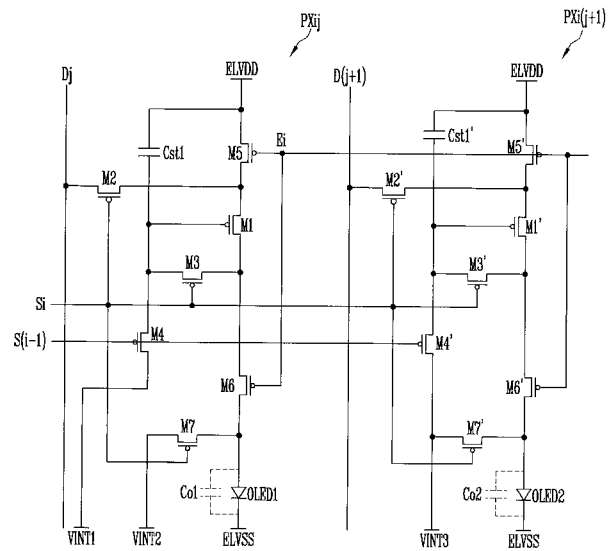 PXij
PXi(j+1)
Dj
ELVDD
D(j+1)
ELVDD
Cst1
M5
Ei
Cst1'
M5'
M2
M2'
M1
M1'
M3
M3'
Si
S(i-1)
M4
M4'
M6
M6'
M7
M7'
Co1
OLED1
Co2
OLED2
VINT1
VINT2
ELVSS
VINT3
ELVSS